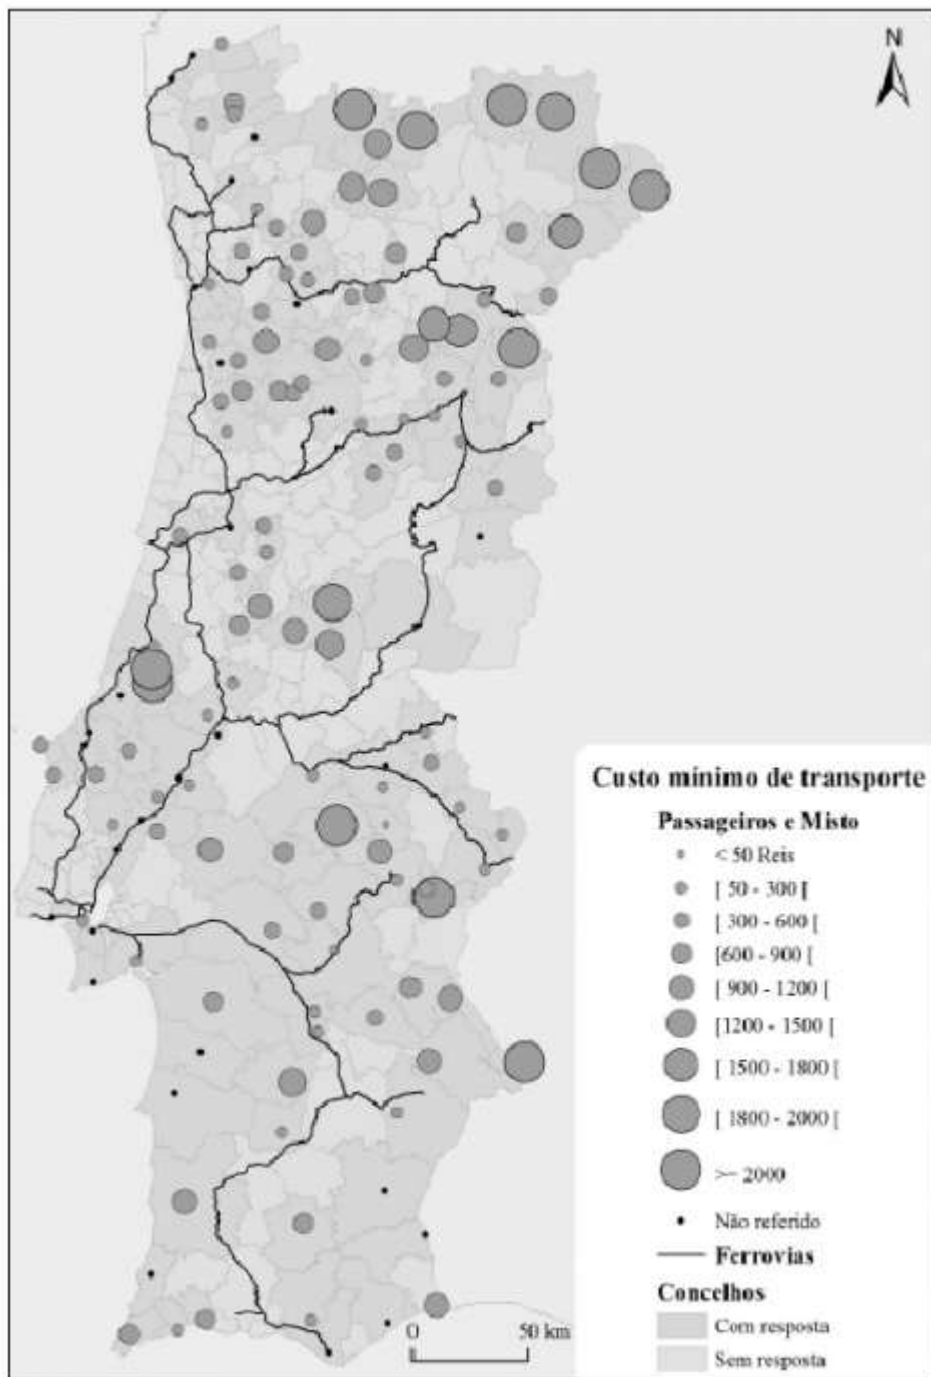 N
Custo mínimo de transporte
Passageiros e Misto
< 50 Reis
[ 50 - 300 [
[ 300 - 600 [
[600 - 900 [
[ 900 - 1200 [
[1200 - 1500 [
[ 1500 - 1800 [
[ 1800 - 2000 [
>= 2000
Não referido
Ferrovias
Concelhos
Com resposta
Sem resposta
0 50 km